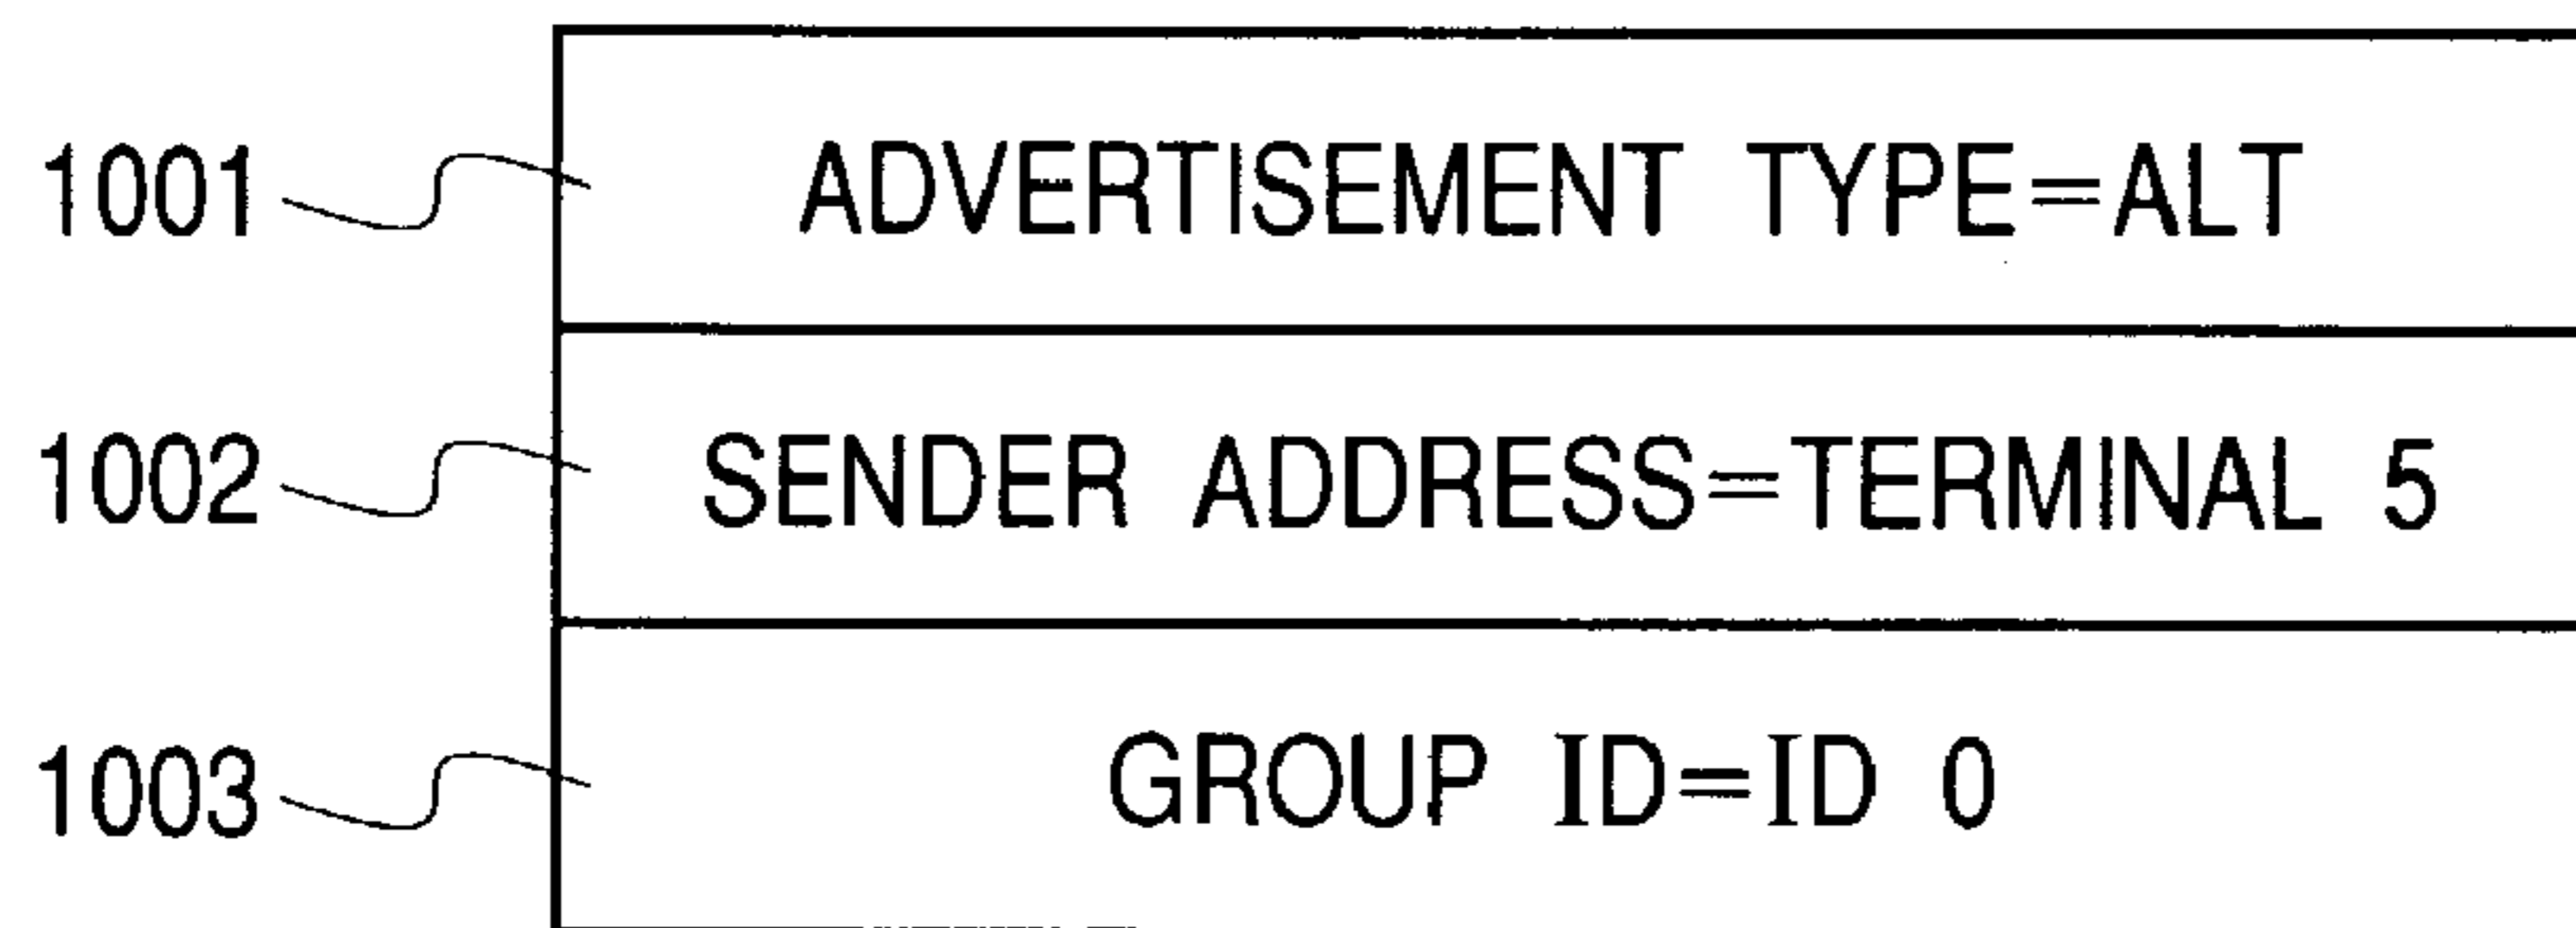 1001 ADVERTISEMENT TYPE=ALT
1002 SENDER ADDRESS=TERMINAL 5
1003 GROUP ID=ID 0